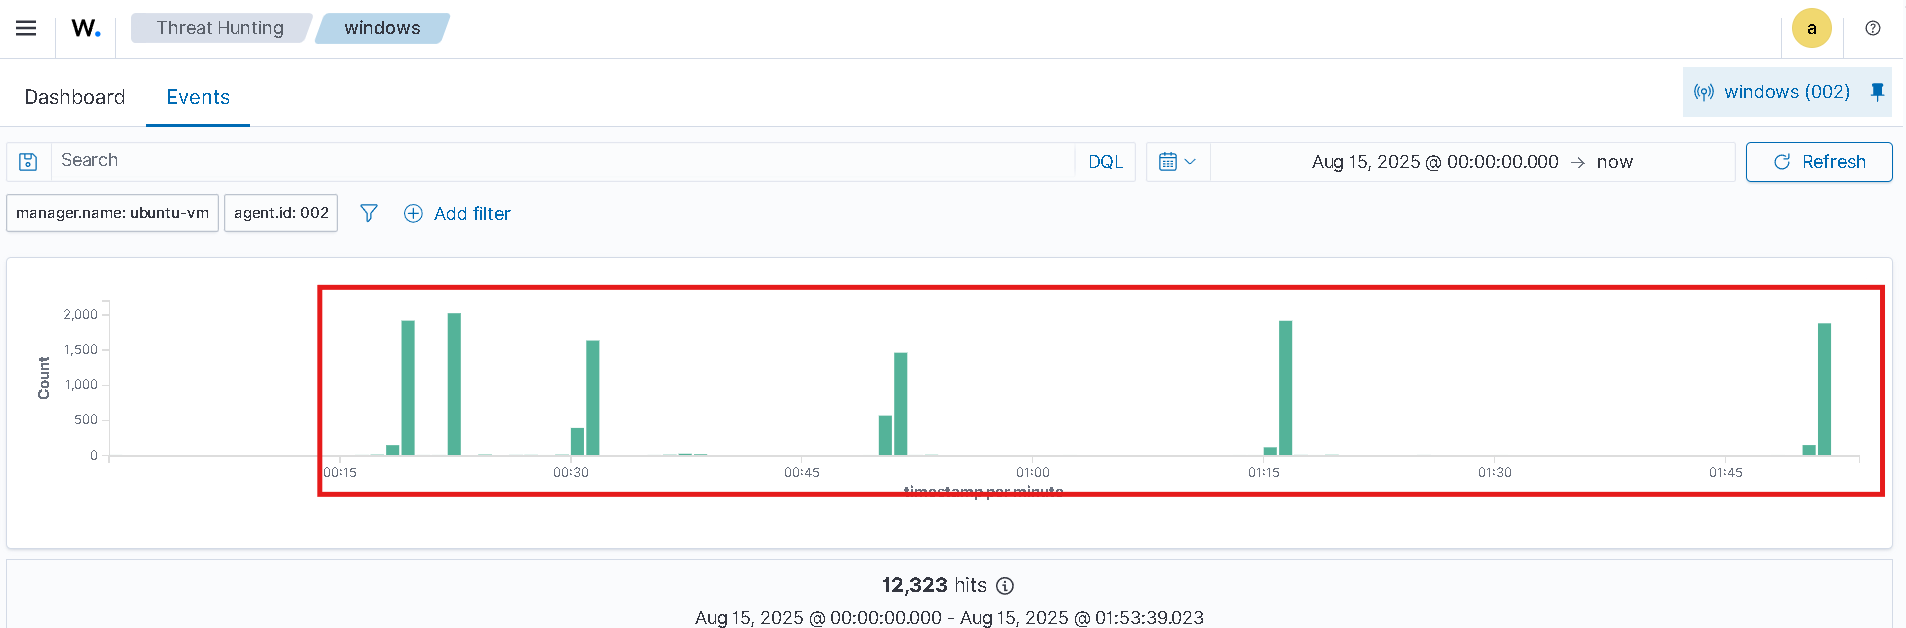 W. Threat Hunting windows a
Dashboard Events windows (002)
Search DQL Aug 15, 2025 @ 00:00:00.000 → now Refresh
manager.name: ubuntu-vm agent.id: 002 Add filter
2,000
1,500
1,000
500
0
Count
00:15 00:30 00:45 01:00 01:15 01:30 01:45
timestamp per minute
12,323 hits
Aug 15, 2025 @ 00:00:00.000 - Aug 15, 2025 @ 01:53:39.023